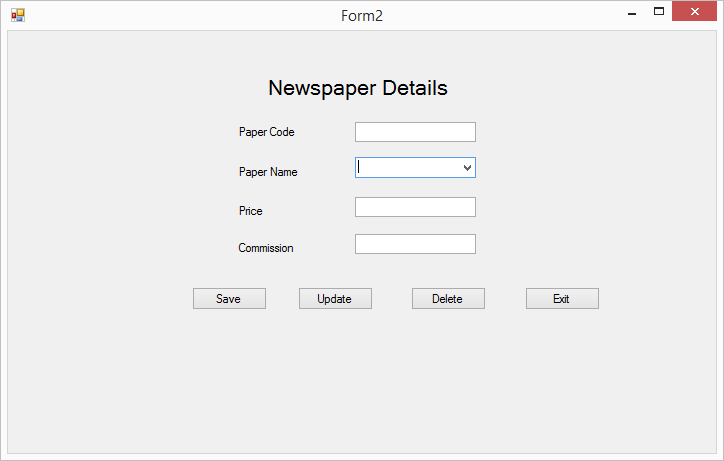 Form2
Newspaper Details
Paper Code
Paper Name
Price
Commission
Save Update Delete Exit